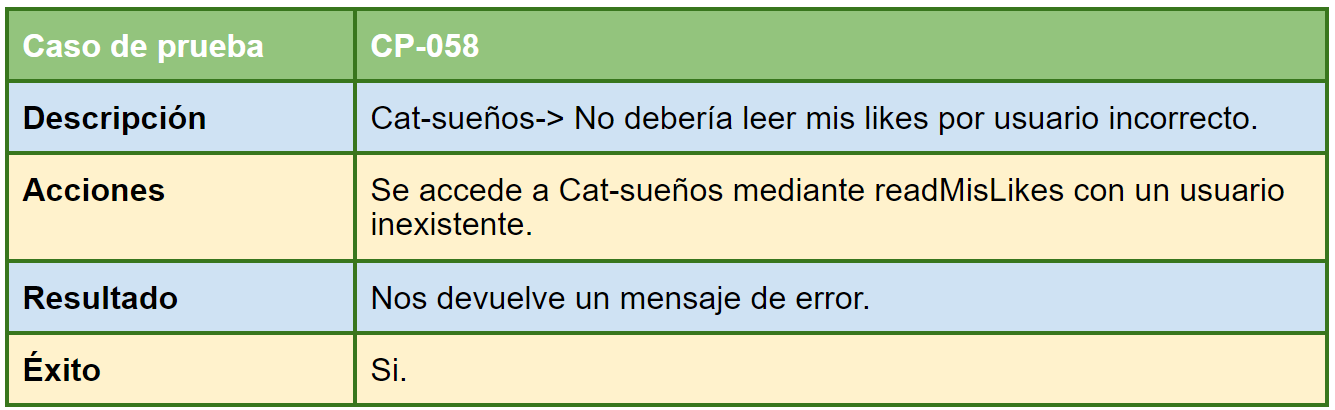 Caso de prueba CP-058
Descripción Cat-sueños-> No debería leer mis likes por usuario incorrecto.
Acciones Se accede a Cat-sueños mediante readMisLikes con un usuario
inexistente.
Resultado Nos devuelve un mensaje de error.
Éxito Si.